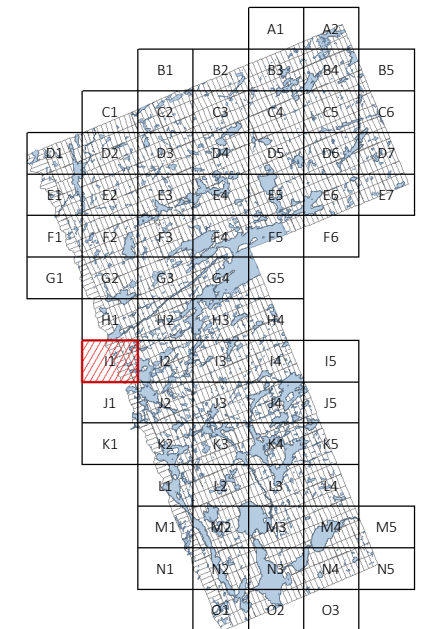 A1 A2
B1 B2 B3 B4 B5
C1 C2 C3 C4 C5 C6
D1 D2 D3 D4 D5 D6 D7
E1 E2 E3 E4 E5 E6 E7
F1 F2 F3 F4 F5 F6
G1 G2 G3 G4 G5
H1 H2 H3 H4
I1 I2 I3 I4 I5
J1 J2 J3 J4 J5
K1 K2 K3 K4 K5
L1 L2 L3 L4
M1 M2 M3 M4 M5
N1 N2 N3 N4 N5
O1 O2 O3